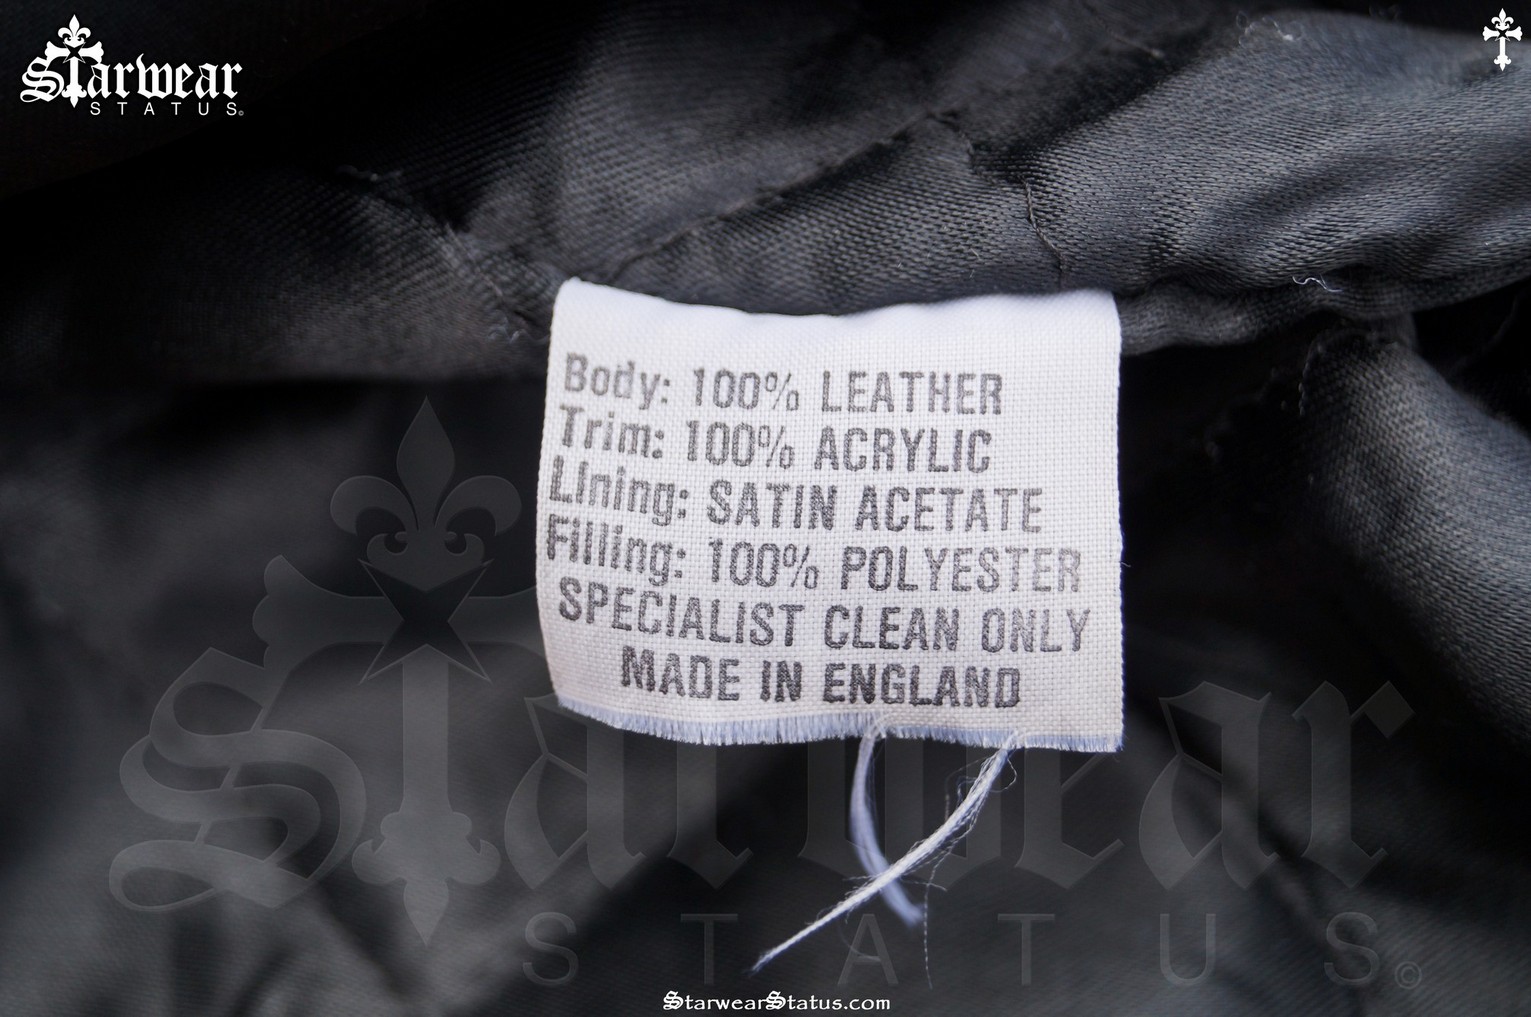 Starwear
STATUS©
Body: 100% LEATHER
Trim: 100% ACRYLIC
Lining: SATIN ACETATE
Filling: 100% POLYESTER
SPECIALIST CLEAN ONLY
MADE IN ENGLAND
Starwear
STATUS©
StarwearStatus.com